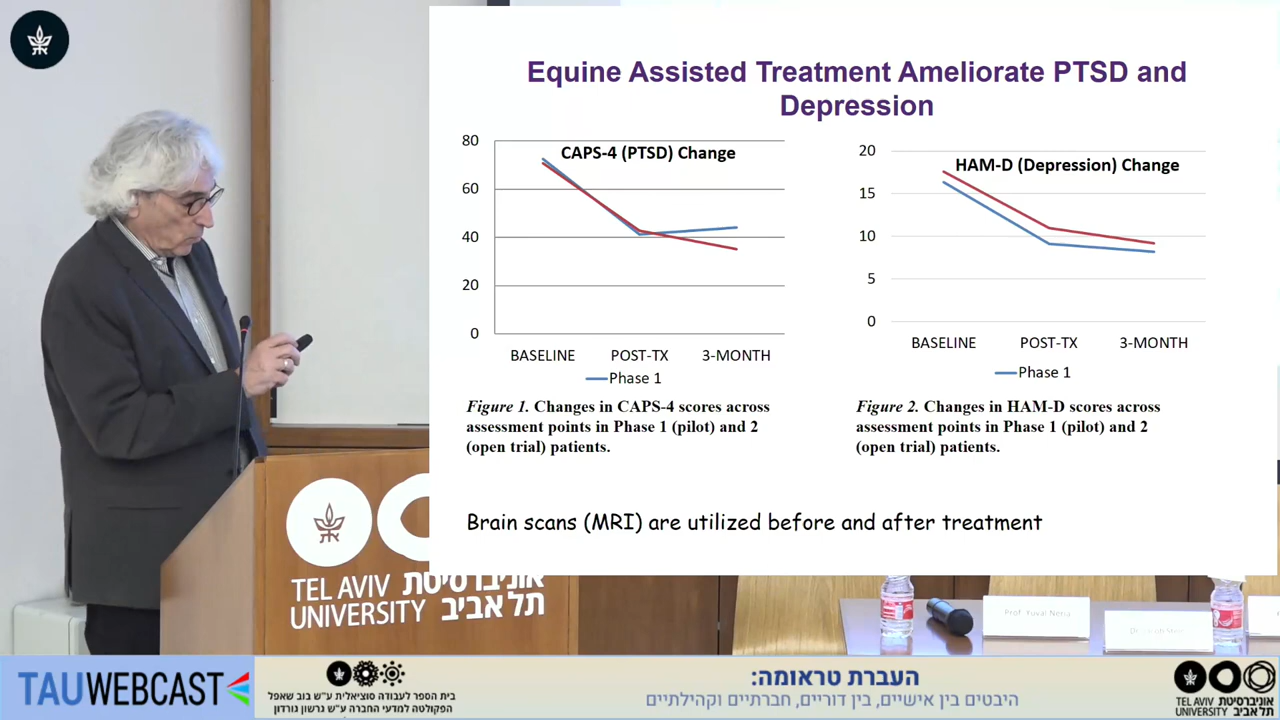 Equine Assisted Treatment Ameliorate PTSD and
Depression
CAPS-4 (PTSD) Change
80
60
40
20
0
BASELINE POST-TX 3-MONTH
Phase 1
Figure 1. Changes in CAPS-4 scores across
assessment points in Phase 1 (pilot) and 2
(open trial) patients.
HAM-D (Depression) Change
20
15
10
5
0
BASELINE POST-TX 3-MONTH
Phase 1
Figure 2. Changes in HAM-D scores across
assessment points in Phase 1 (pilot) and 2
(open trial) patients.
Brain scans (MRI) are utilized before and after treatment
TEL AVIV אוניברסיטת
UNIVERSITY תל אביב
Prof. Yuval Neria
Dr.
TAUWEBCAST
בית הספר לעבודה סוציאלית ע"ש בוב שאפל
הפקולטה למדעי החברה ע"ש גרשון גורדון
העברת טראומה:
היבטים בין אישיים, בין דוריים, חברתיים וקהילתיים
TEL AVIV אוניברסיטת
UNIVERSITY תל אביב